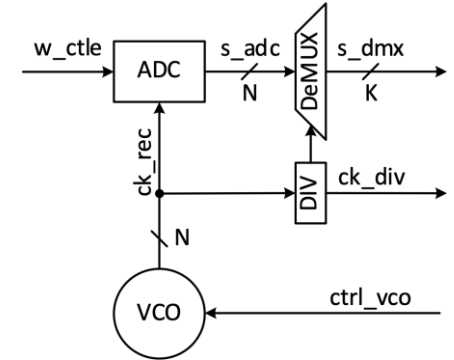 w_ctle
ADC
s_adc
N
DeMUX
s_dmx
K
ck_rec
DIV
ck_div
N
VCO
ctrl_vco